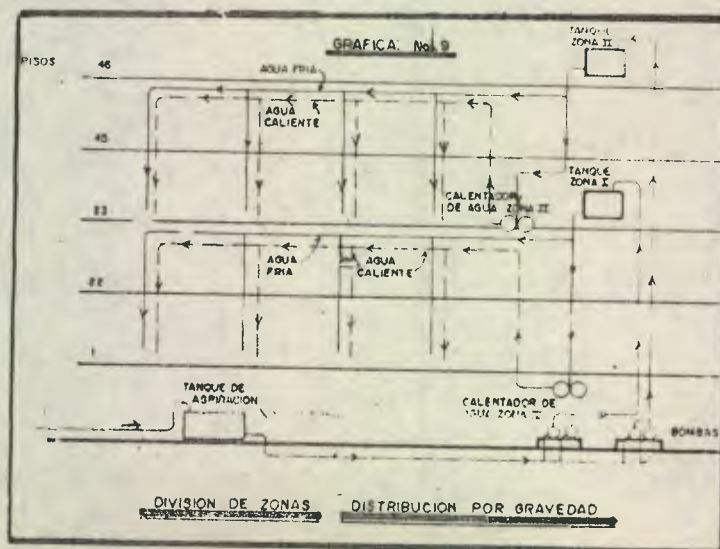 GRAFICA: No. 9
TANQUE
ZONA II
PISOS
46
AGUA FRIA
AGUA
CALIENTE
45
TANQUE
ZONA I
CALENTADOR
DE AGUA ZONA II
23
AGUA
FRIA
AGUA
CALIENTE
22
1
TANQUE DE
ASPIRACION
CALENTADOR DE
AGUA ZONA I
BOMBAS
DIVISION DE ZONAS
DISTRIBUCION POR GRAVEDAD